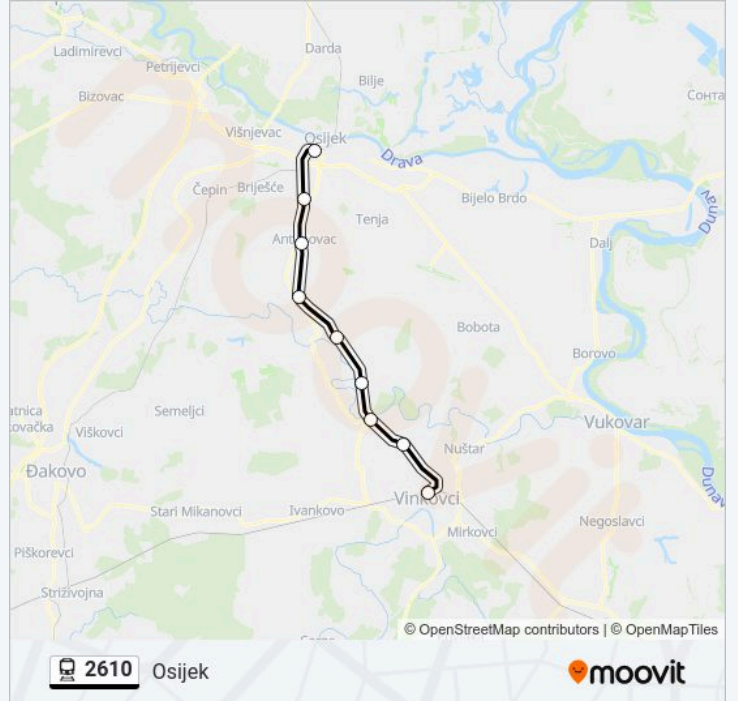 Ladimirevci
Darda
Petrijevci
Bilje
Bizovac
Сонта
Višnjevac
Osijek
Drava
Čepin
Briješće
Bijelo Brdo
Dunav
Tenja
Dalj
Bobota
Borovo
Semeljci
Vukovar
Viškovci
Nuštar
Đakovo
Dunav
Vinkovci
Stari Mikanovci
Ivankovo
Negoslavci
Mirkovci
Piškorevci
Strizivojna
© OpenStreetMap contributors | © OpenMapTiles
2610 Osijek
moovit